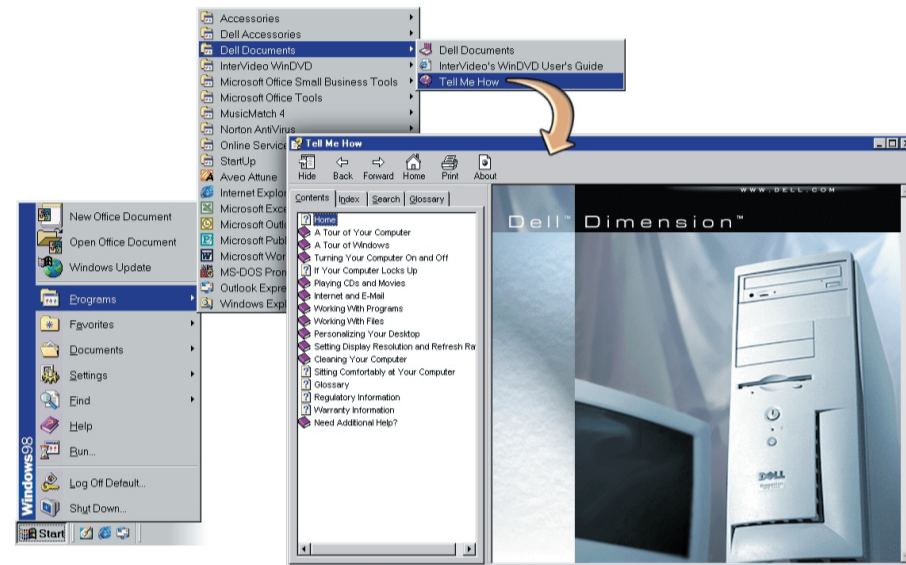 Accessories
Dell Accessories
Dell Documents
InterVideo WinDVD
Microsoft Office Small Business Tools
Microsoft Office Tools
MusicMatch 4
Norton AntiVirus
Online Service
StartUp
Aveo Attune
Internet Explor
Microsoft Exce
Microsoft Outl
Microsoft Publ
Microsoft Wor
MS-DOS Pron
Outlook Expre
Windows Expl
Dell Documents
InterVideo's WinDVD User's Guide
Tell Me How
New Office Document
Open Office Document
Windows Update
Programs
Favorites
Documents
Settings
Find
Help
Run...
Log Off Default...
Shut Down...
Windows98
Start
Tell Me How
Hide Back Forward Home Print About
Contents Index Search Glossary
Home
A Tour of Your Computer
A Tour of Windows
Turning Your Computer On and Off
If Your Computer Locks Up
Playing CDs and Movies
Internet and E-Mail
Working With Programs
Working With Files
Personalizing Your Desktop
Setting Display Resolution and Refresh Ra
Cleaning Your Computer
Sitting Comfortably at Your Computer
Glossary
Regulatory Information
Warranty Information
Need Additional Help?
WWW.DELL.COM
Dell™ Dimension™
DELL